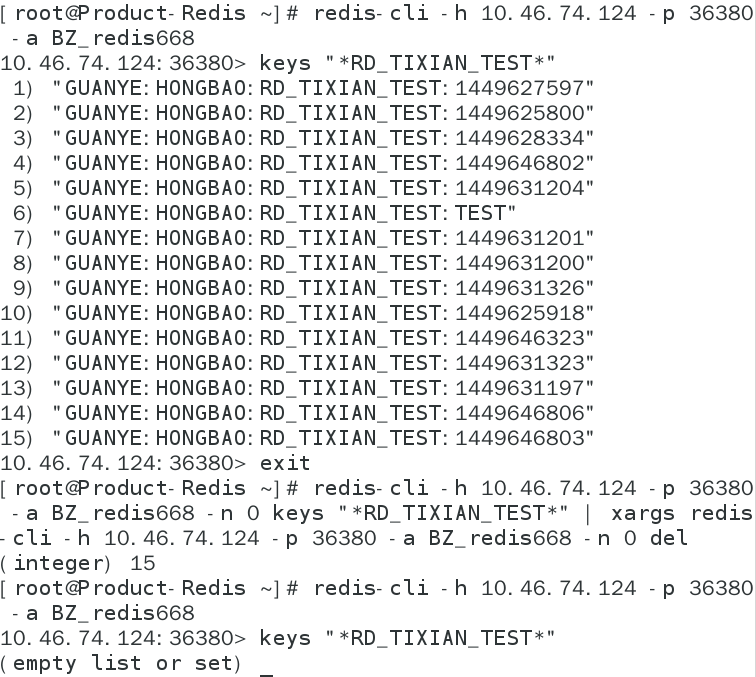 [root@Product-Redis ~]# redis-cli -h 10.46.74.124 -p 36380
 -a BZ_redis668
10.46.74.124:36380> keys "*RD_TIXIAN_TEST*"
 1) "GUANYE:HONGBAO:RD_TIXIAN_TEST:1449627597"
 2) "GUANYE:HONGBAO:RD_TIXIAN_TEST:1449625800"
 3) "GUANYE:HONGBAO:RD_TIXIAN_TEST:1449628334"
 4) "GUANYE:HONGBAO:RD_TIXIAN_TEST:1449646802"
 5) "GUANYE:HONGBAO:RD_TIXIAN_TEST:1449631204"
 6) "GUANYE:HONGBAO:RD_TIXIAN_TEST:TEST"
 7) "GUANYE:HONGBAO:RD_TIXIAN_TEST:1449631201"
 8) "GUANYE:HONGBAO:RD_TIXIAN_TEST:1449631200"
 9) "GUANYE:HONGBAO:RD_TIXIAN_TEST:1449631326"
10) "GUANYE:HONGBAO:RD_TIXIAN_TEST:1449625918"
11) "GUANYE:HONGBAO:RD_TIXIAN_TEST:1449646323"
12) "GUANYE:HONGBAO:RD_TIXIAN_TEST:1449631323"
13) "GUANYE:HONGBAO:RD_TIXIAN_TEST:1449631197"
14) "GUANYE:HONGBAO:RD_TIXIAN_TEST:1449646806"
15) "GUANYE:HONGBAO:RD_TIXIAN_TEST:1449646803"
10.46.74.124:36380> exit
[root@Product-Redis ~]# redis-cli -h 10.46.74.124 -p 36380
 -a BZ_redis668 -n 0 keys "*RD_TIXIAN_TEST*" | xargs redis
-cli -h 10.46.74.124 -p 36380 -a BZ_redis668 -n 0 del
(integer) 15
[root@Product-Redis ~]# redis-cli -h 10.46.74.124 -p 36380
 -a BZ_redis668
10.46.74.124:36380> keys "*RD_TIXIAN_TEST*"
(empty list or set)